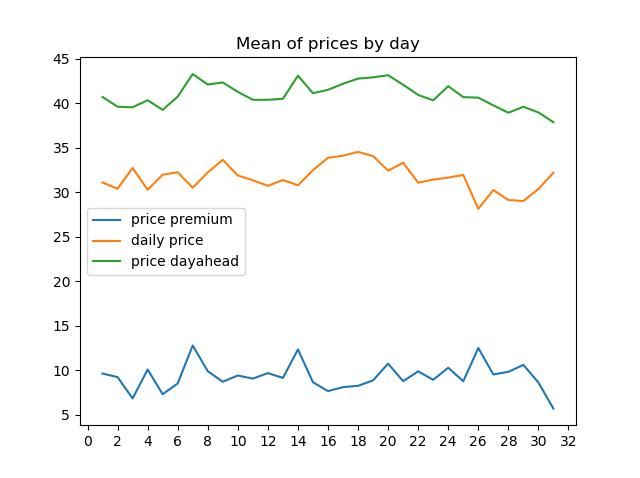 Mean of prices by day
45
40
35
30
25
20
15
10
5
price premium
daily price
price dayahead
0 2 4 6 8 10 12 14 16 18 20 22 24 26 28 30 32